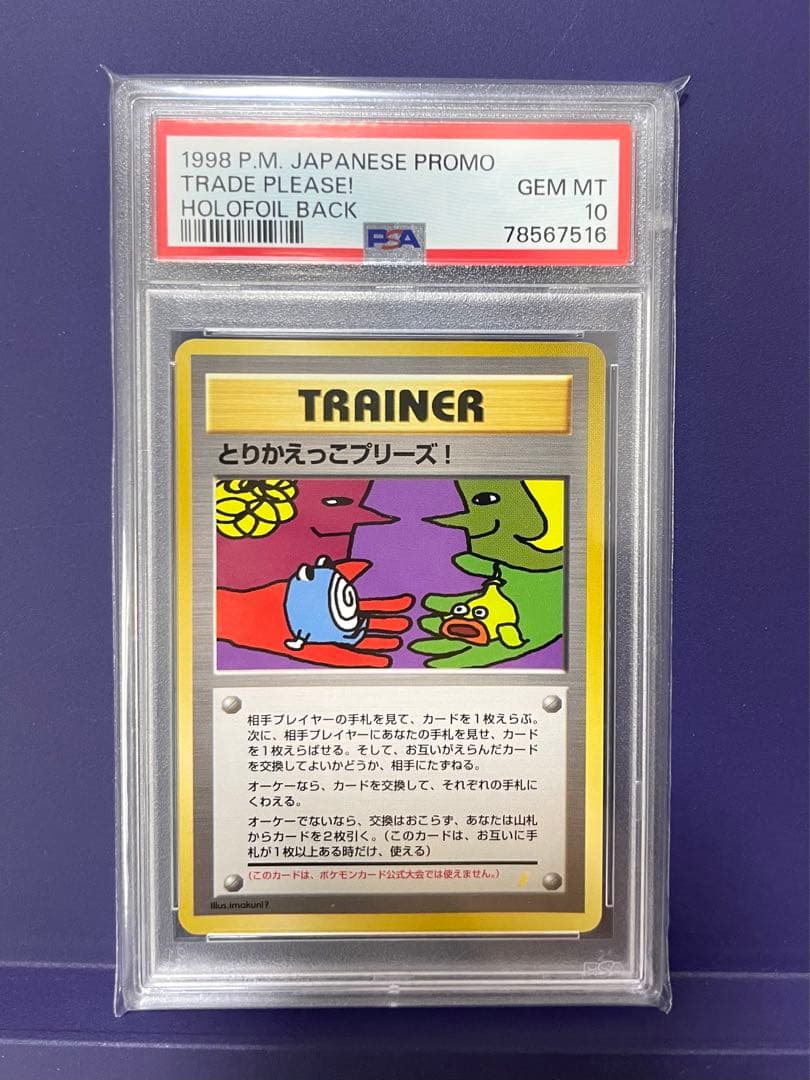 1998 P.M. JAPANESE PROMO
TRADE PLEASE! GEM MT
HOLOFOIL BACK 10
PSA 78567516
TRAINER
とりかえっこプリーズ！
相手プレイヤーの手札を見て、カードを1枚えらぶ。
次に、相手プレイヤーにあなたの手札を見せ、カード
を1枚えらばせる。そして、お互いがえらんだカード
を交換してよいかどうか、相手にたずねる。
オーケーなら、カードを交換して、それぞれの手札に
くわえる。
オーケーでないなら、交換はおこらず、あなたは山札
からカードを2枚引く。（このカードは、お互いに手
札が1枚以上ある時だけ、使える）
（このカードは、ポケモンカード公式大会では使えません。）
Illus.imakuni?
PSA